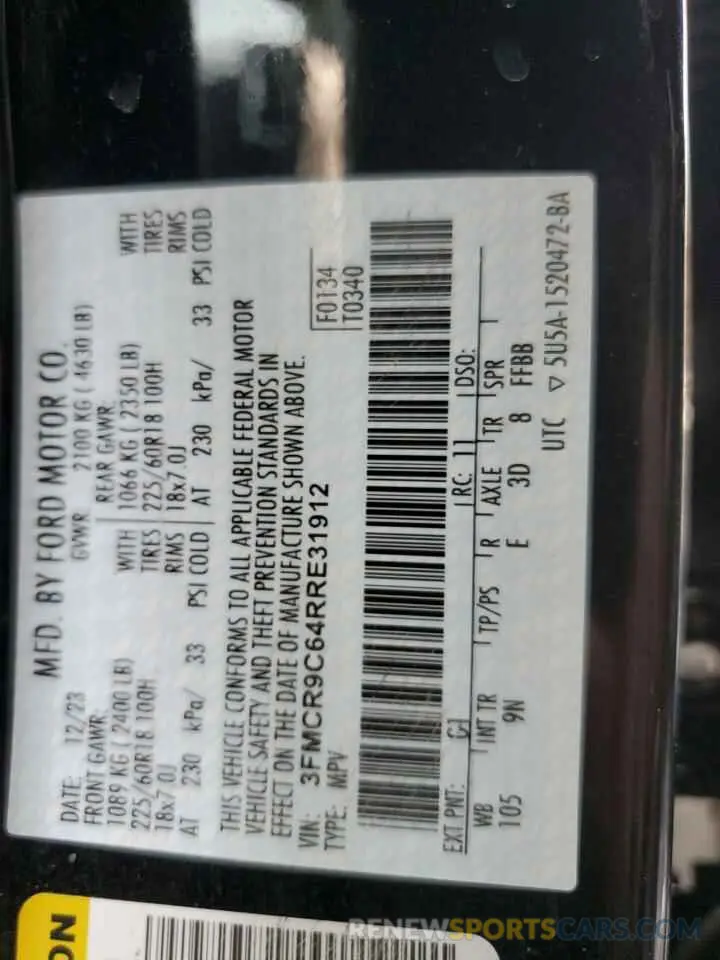 MFD. BY FORD MOTOR CO.
DATE: 12/23 GVWR 2100 KG ( 4630 LB)
FRONT GAWR: REAR GAWR:
1089 KG ( 2400 LB) WITH 1066 KG ( 2350 LB) WITH
225/60R18 100H TIRES 225/60R18 100H TIRES
18x7.0J RIMS 18x7.0J RIMS
AT 230 kPa/ 33 PSI COLD AT 230 kPa/ 33 PSI COLD
THIS VEHICLE CONFORMS TO ALL APPLICABLE FEDERAL MOTOR
VEHICLE SAFETY AND THEFT PREVENTION STANDARDS IN
EFFECT ON THE DATE OF MANUFACTURE SHOWN ABOVE.
VIN: 3FMCR9C64RRE31912 F0134
TYPE: MPV T0340
EXT PNT: G1 RC: 11 DSO:
WB INT TR TP/PS R AXLE TR SPR
105 9N E 3D 8 FFBB
UTC ▽ 5U5A-1520472-BA
ON
RENEWSPORTSCARS.COM